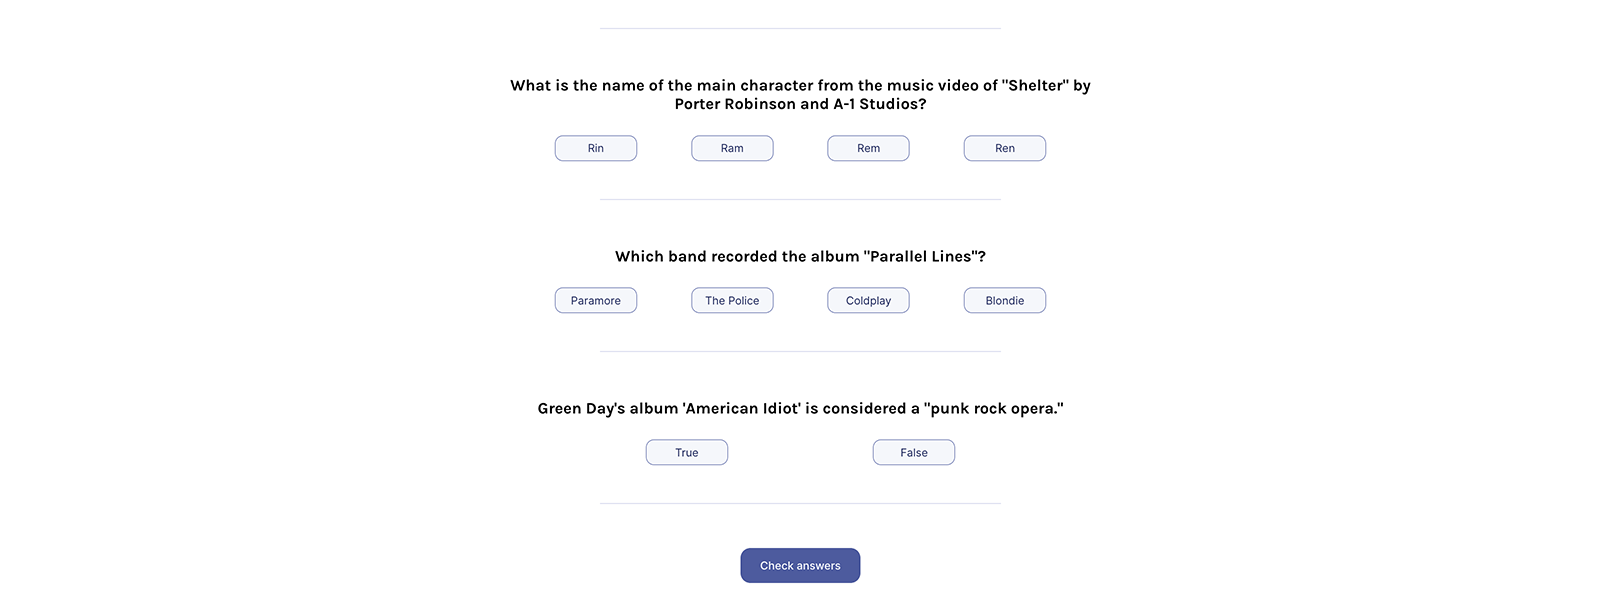 What is the name of the main character from the music video of "Shelter" by
Porter Robinson and A-1 Studios?
Rin Ram Rem Ren
Which band recorded the album "Parallel Lines"?
Paramore The Police Coldplay Blondie
Green Day's album 'American Idiot' is considered a "punk rock opera."
True False
Check answers